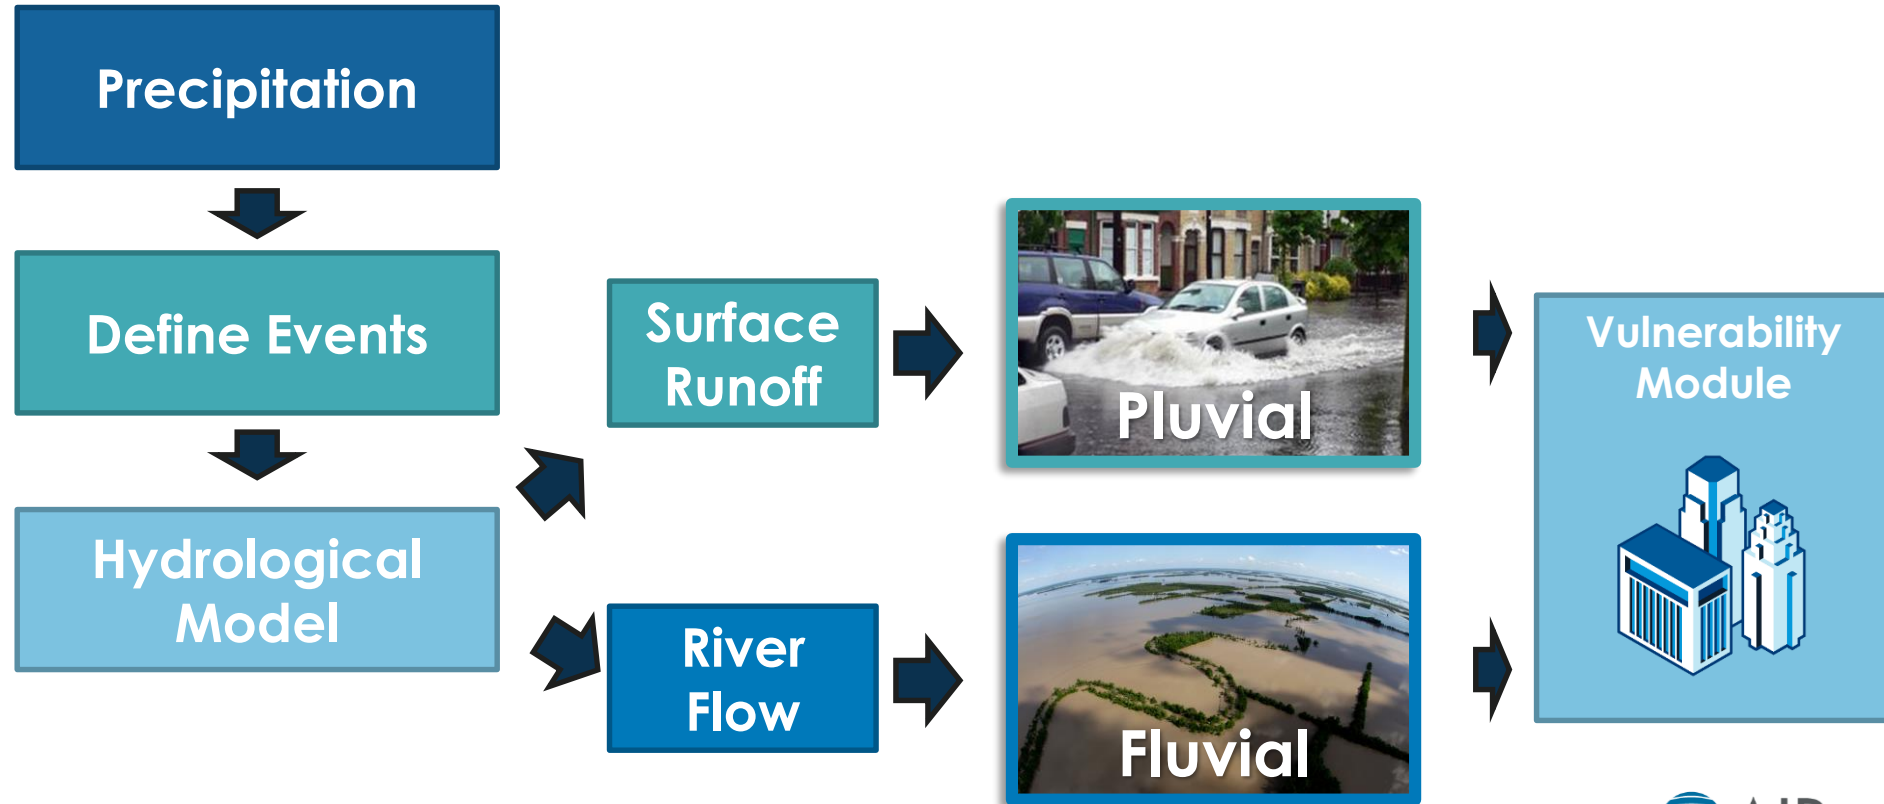 Precipitation
Define Events
Hydrological
Model
Surface
Runoff
River
Flow
Pluvial
Fluvial
Vulnerability
Module